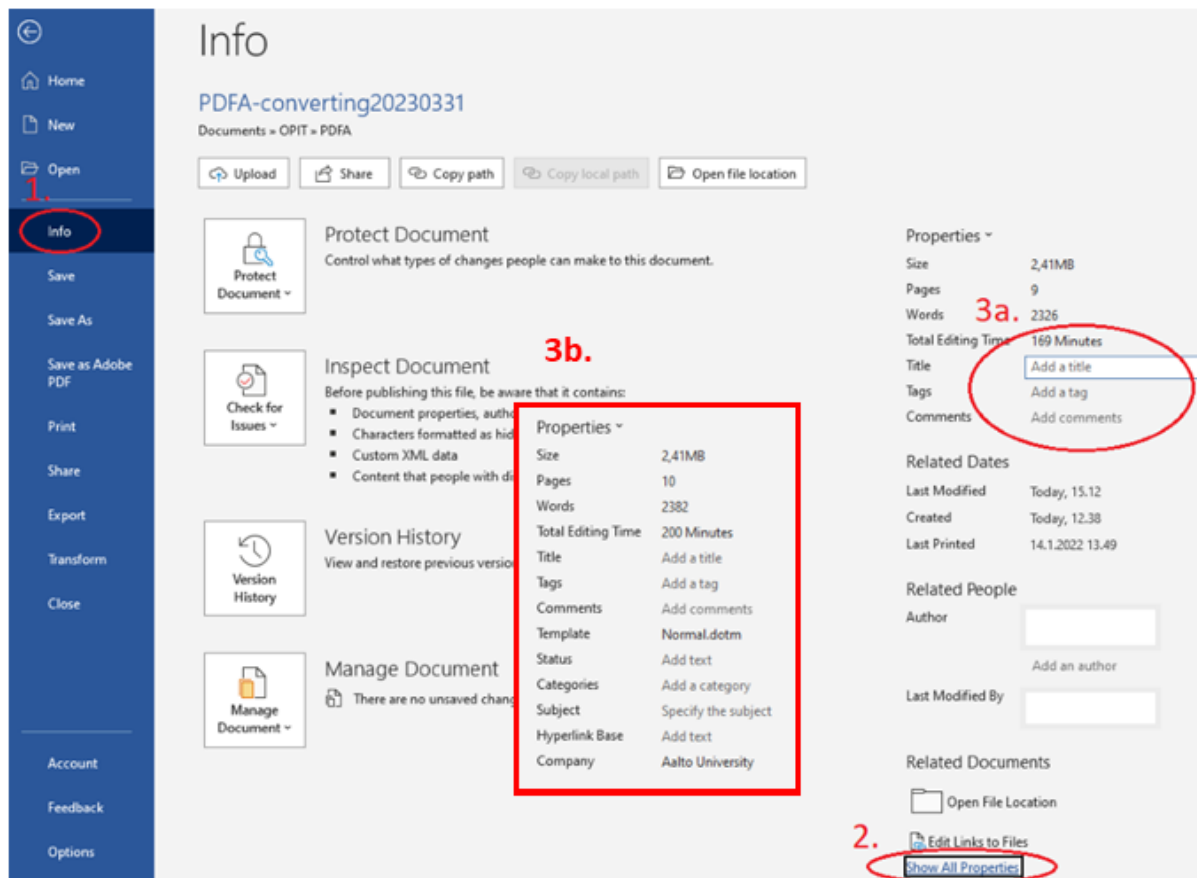 Home
New
Open
1.
Info
Save
Save As
Save as Adobe
PDF
Print
Share
Export
Transform
Close
Account
Feedback
Options
Info
PDFA-converting20230331
Documents » OPIT » PDFA
Upload Share Copy path Copy local path Open file location
Protect
Document
Protect Document
Control what types of changes people can make to this document.
Check for
Issues
3b.
Inspect Document
Before publishing this file, be aware that it contains:
Document properties, autho
Characters formatted as hid
Custom XML data
Content that people with di
Version
History
Version History
View and restore previous versio
Manage
Document
Manage Document
There are no unsaved chang
Properties
Size 2,41MB
Pages 10
Words 2382
Total Editing Time 200 Minutes
Title Add a title
Tags Add a tag
Comments Add comments
Template Normal.dotm
Status Add text
Categories Add a category
Subject Specify the subject
Hyperlink Base Add text
Company Aalto University
Properties
Size 2,41MB
Pages 9
Words 2326
3a.
Total Editing Time 169 Minutes
Title Add a title
Tags Add a tag
Comments Add comments
Related Dates
Last Modified Today, 15.12
Created Today, 12.38
Last Printed 14.1.2022 13.49
Related People
Author
Add an author
Last Modified By
Related Documents
Open File Location
2.
Edit Links to Files
Show All Properties